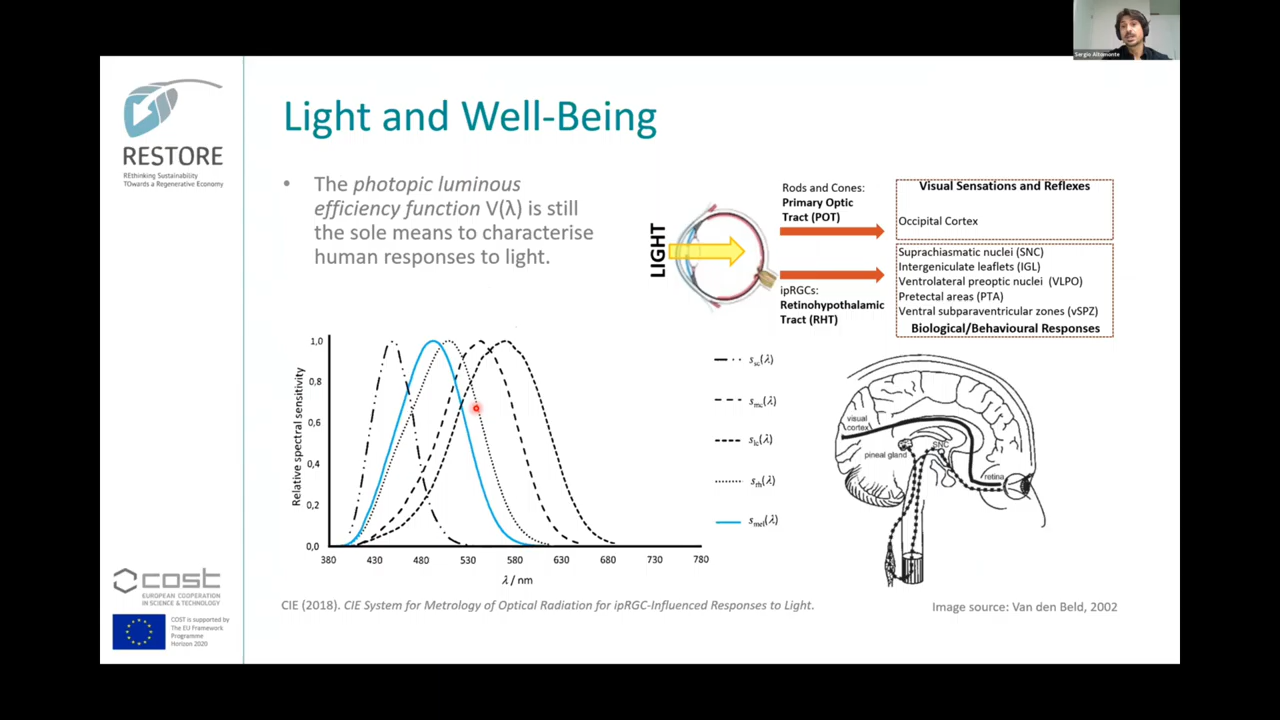 Sergio Altomonte
Light and Well-Being
RESTORE
REthinking Sustainability
TOwards a Regenerative Economy
• The photopic luminous
efficiency function V(λ) is still
the sole means to characterise
human responses to light.
LIGHT
Rods and Cones:
Primary Optic
Tract (POT)
ipRGCs:
Retinohypothalamic
Tract (RHT)
Visual Sensations and Reflexes
Occipital Cortex
Suprachiasmatic nuclei (SNC)
Intergeniculate leaflets (IGL)
Ventrolateral preoptic nuclei (VLPO)
Pretectal areas (PTA)
Ventral subparaventricular zones (vSPZ)
Biological/Behavioural Responses
Relative spectral sensitivity
1,0
0,8
0,6
0,4
0,2
0,0
380 430 480 530 580 630 680 730 780
λ / nm
s_sc(λ)
s_mc(λ)
s_lc(λ)
s_rh(λ)
s_mel(λ)
visual
cortex
pineal gland
SNC
retina
cost
EUROPEAN COOPERATION
IN SCIENCE & TECHNOLOGY
COST is supported by
The EU Framework
Programme
Horizon 2020
CIE (2018). CIE System for Metrology of Optical Radiation for ipRGC-Influenced Responses to Light.
Image source: Van den Beld, 2002